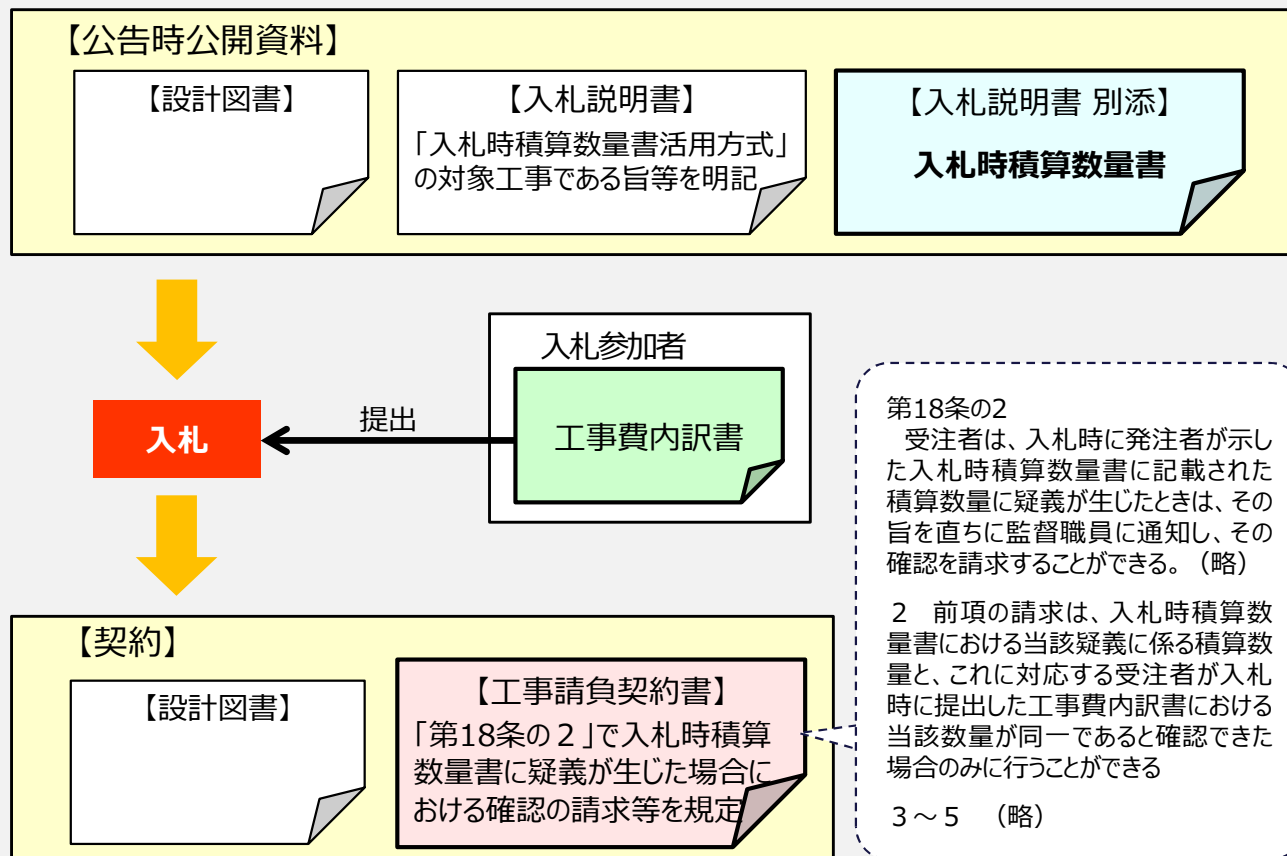 【公告時公開資料】
【設計図書】
【入札説明書】
「入札時積算数量書活用方式」
の対象工事である旨等を明記
【入札説明書 別添】
入札時積算数量書
入札参加者
工事費内訳書
提出
入札
【契約】
【設計図書】
【工事請負契約書】
「第18条の２」で入札時積算
数量書に疑義が生じた場合に
おける確認の請求等を規定
第18条の2
　受注者は、入札時に発注者が示し
た入札時積算数量書に記載された
積算数量に疑義が生じたときは、その
旨を直ちに監督職員に通知し、その
確認を請求することができる。（略）
２　前項の請求は、入札時積算数
量書における当該疑義に係る積算数
量と、これに対応する受注者が入札
時に提出した工事費内訳書における
当該数量が同一であると確認できた
場合のみに行うことができる
３～５　（略）